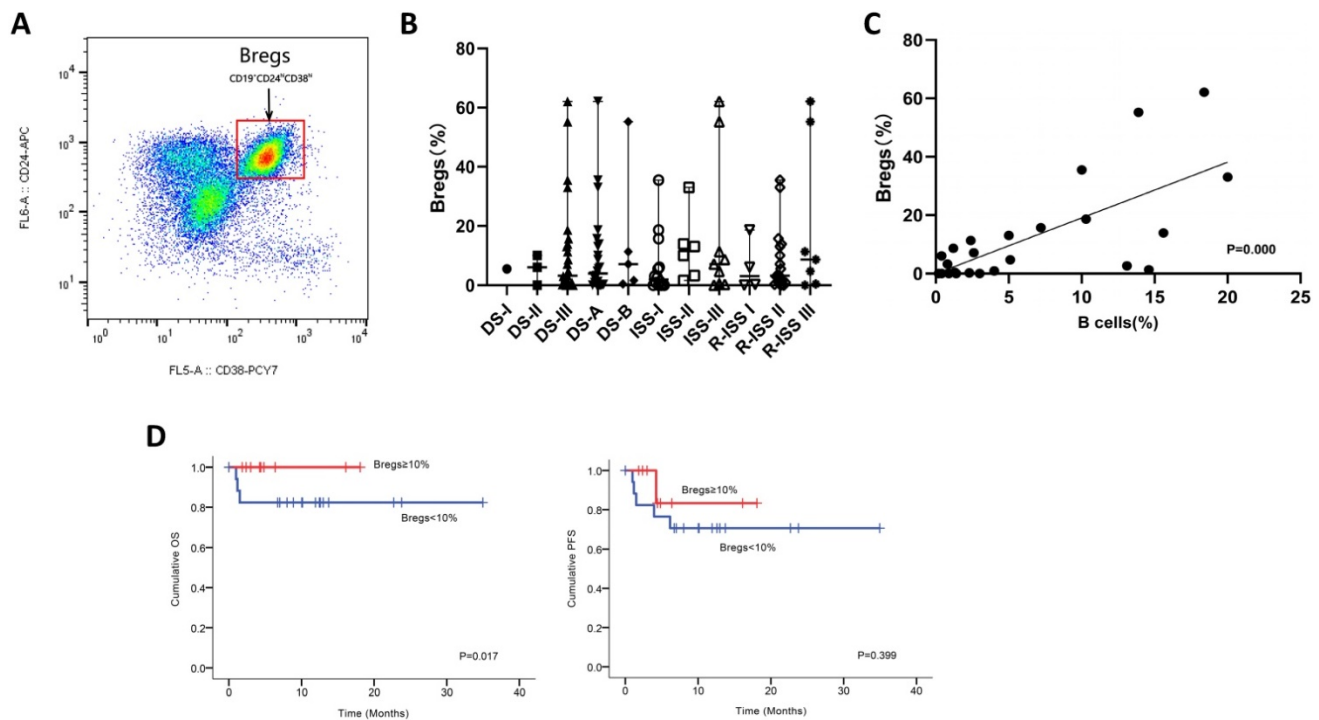 A
Bregs
CD19⁺CD24ᴺCD38ᴺ
10⁴
10³
10²
10¹
10⁰ 10¹ 10² 10³ 10⁴
FL6-A :: CD24-APC
FL5-A :: CD38-PCY7
B
80
60
40
20
0
Bregs (%)
DS-I DS-II DS-III DS-A DS-B ISS-I ISS-II ISS-III R-ISS I R-ISS II R-ISS III
C
80
60
40
20
0
Bregs (%)
P=0.000
0 5 10 15 20 25
B cells(%)
D
1.0
0.8
0.6
0.4
0.2
0.0
Cumulative OS
Bregs≥10%
Bregs<10%
P=0.017
0 10 20 30 40
Time (Months)
1.0
0.8
0.6
0.4
0.2
0.0
Cumulative PFS
Bregs≥10%
Bregs<10%
P=0.399
0 10 20 30 40
Time (Months)